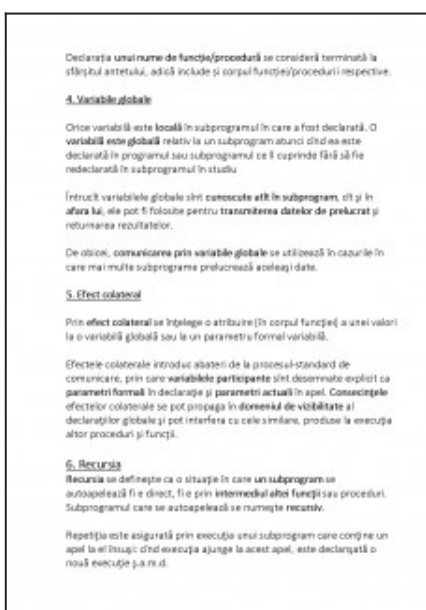 Declarația unui nume de funcție/procedură se consideră terminată la
sfârșitul antetului, adică include și corpul funcției/procedurii respective.
4. Variabile globale
Orice variabilă este locală în subprogramul în care a fost declarată. O
variabilă este globală relativ la un subprogram atunci cînd ea este
declarată în programul sau subprogramul ce îl cuprinde fără să fie
redeclarată în subprogramul în studiu
Întrucît variabilele globale sînt cunoscute atît în subprogram, cît și în
afara lui, ele pot fi folosite pentru transmiterea datelor de prelucrat și
returnarea rezultatelor.
De obicei, comunicarea prin variabile globale se utilizează în cazurile în
care mai multe subprograme prelucrează aceleași date.
5. Efect colateral
Prin efect colateral se înțelege o atribuire (în corpul funcției) a unei valori
la o variabilă globală sau la un parametru formal variabilă.
Efectele colaterale introduc abateri de la procesul-standard de
comunicare, prin care variabilele participante sînt desemnate explicit ca
parametri formali în declarație și parametri actuali în apel. Consecințele
efectelor colaterale se pot propaga în domeniul de vizibilitate al
declarațiilor globale și pot interfera cu cele similare, produse la execuția
altor proceduri și funcții.
6. Recursia
Recursia se definește ca o situație în care un subprogram se
autoapelează fie direct, fie prin intermediul altei funcții sau proceduri.
Subprogramul care se autoapelează se numește recursiv.
Repetiția este asigurată prin execuția unui subprogram care conține un
apel la el însuși: cînd execuția ajunge la acest apel, este declanșată o
nouă execuție ș.a.m.d.